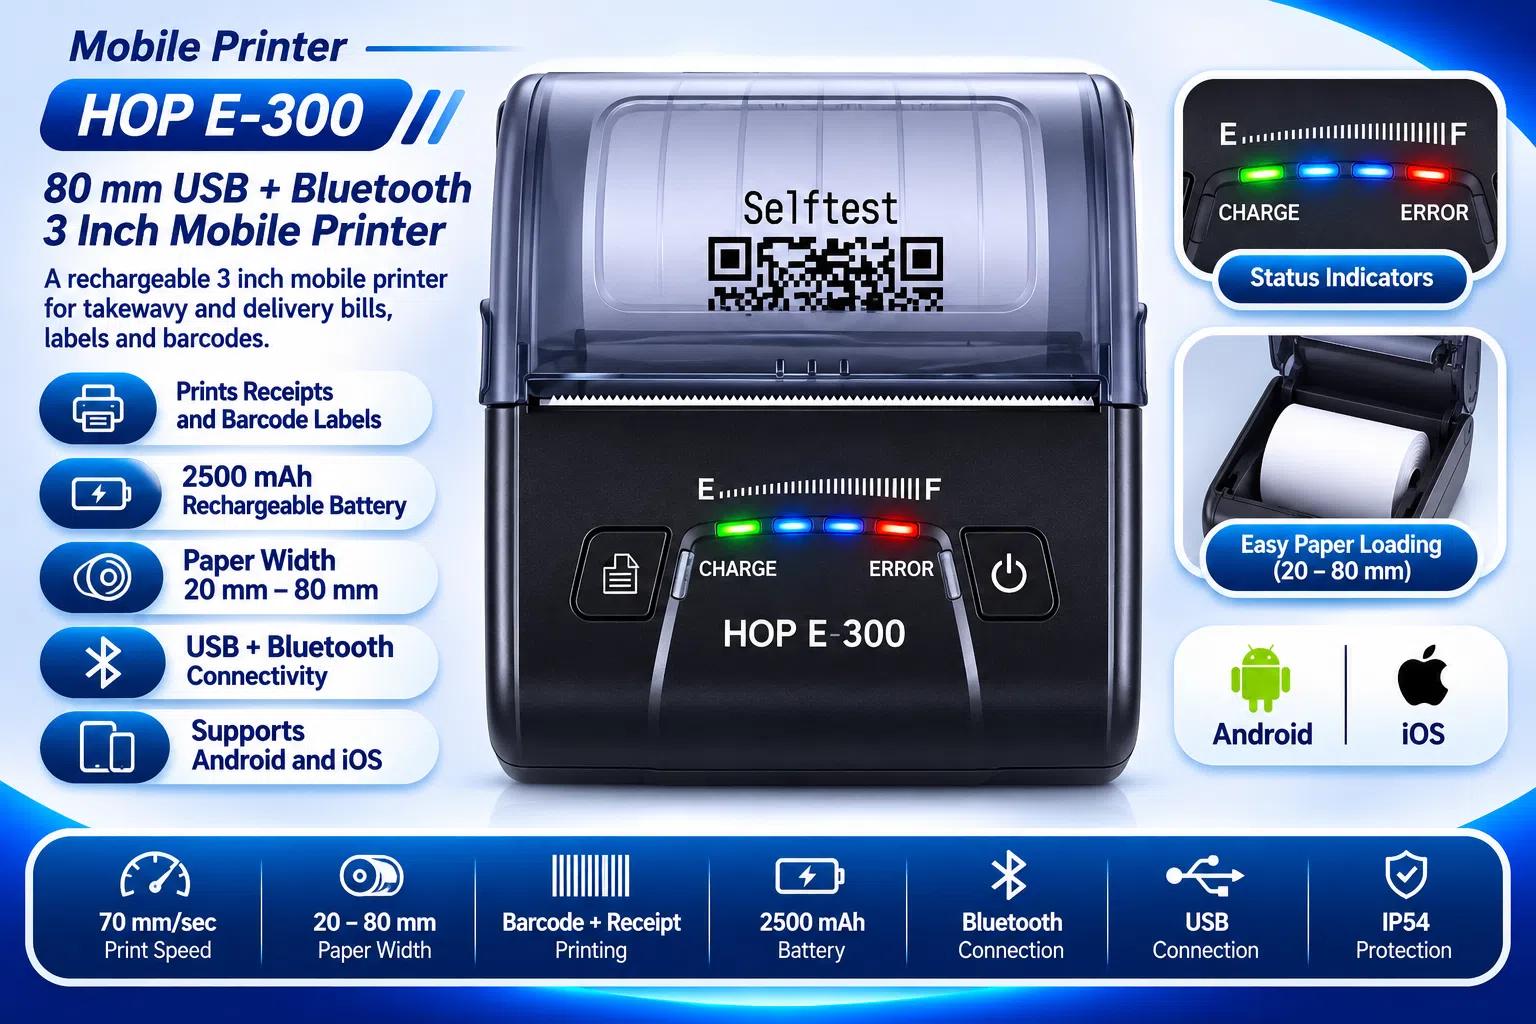 Mobile Printer
HOP E-300
80 mm USB + Bluetooth
3 Inch Mobile Printer
A rechargeable 3 inch mobile printer
for takewavy and delivery bills,
labels and barcodes.
Prints Receipts
and Barcode Labels
2500 mAh
Rechargeable Battery
Paper Width
20 mm – 80 mm
USB + Bluetooth
Connectivity
Supports
Android and iOS
Selftest
E F
CHARGE ERROR
HOP E-300
E F
CHARGE ERROR
Status Indicators
Easy Paper Loading
(20 – 80 mm)
Android
iOS
70 mm/sec
Print Speed
20 – 80 mm
Paper Width
Barcode + Receipt
Printing
2500 mAh
Battery
Bluetooth
Connection
USB
Connection
IP54
Protection